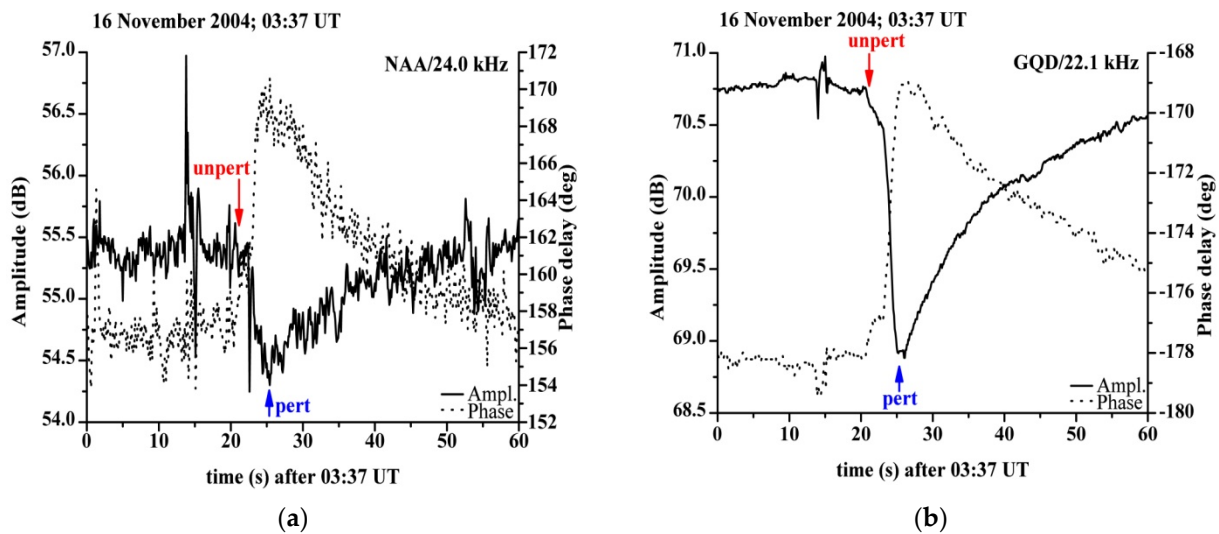 16 November 2004; 03:37 UT
NAA/24.0 kHz
unpert
pert
Ampl.
Phase
Amplitude (dB)
57.0
56.5
56.0
55.5
55.0
54.5
54.0
Phase delay (deg)
172
170
168
166
164
162
160
158
156
154
152
0 10 20 30 40 50 60
time (s) after 03:37 UT
(a)
16 November 2004; 03:37 UT
unpert
GQD/22.1 kHz
pert
Ampl.
Phase
Amplitude (dB)
71.0
70.5
70.0
69.5
69.0
68.5
Phase delay (deg)
-168
-170
-172
-174
-176
-178
-180
0 10 20 30 40 50 60
time (s) after 03:37 UT
(b)